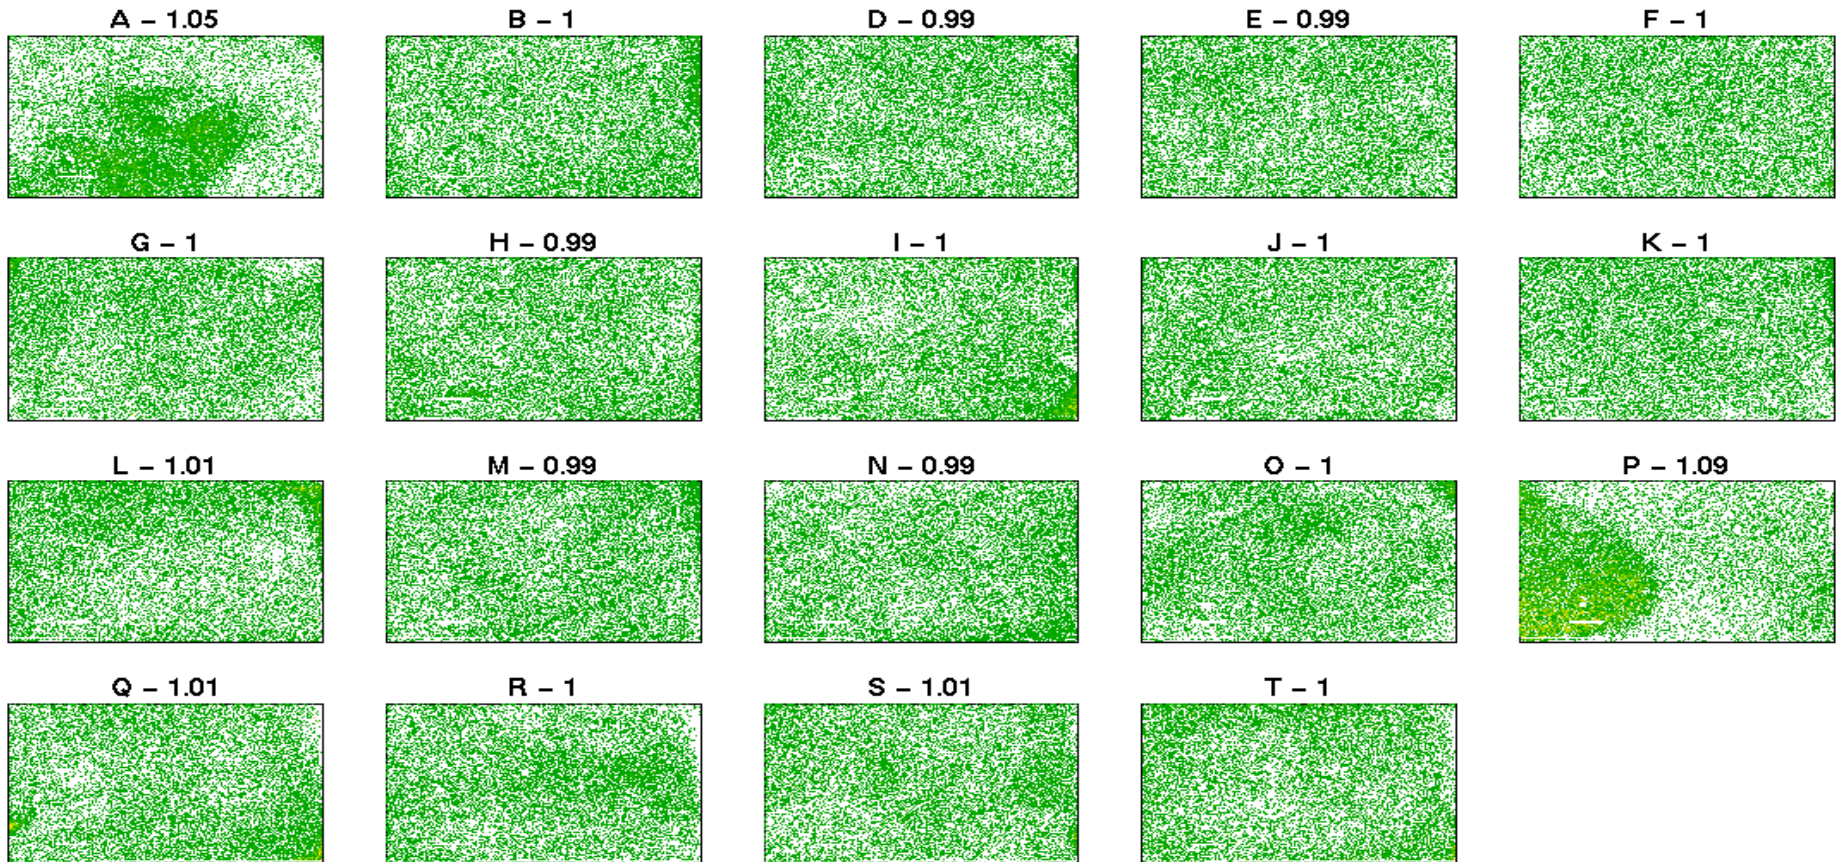 A – 1.05
B – 1
D – 0.99
E – 0.99
F – 1
G – 1
H – 0.99
I – 1
J – 1
K – 1
L – 1.01
M – 0.99
N – 0.99
O – 1
P – 1.09
Q – 1.01
R – 1
S – 1.01
T – 1